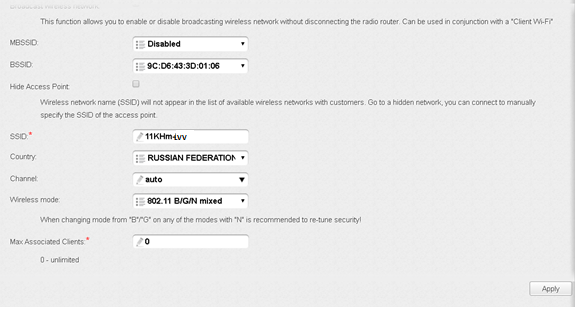 This function allows you to enable or disable broadcasting wireless network without disconnecting the radio router. Can be used in conjunction with a "Client Wi-Fi"
MBSSID: Disabled
BSSID: 9C:D6:43:3D:01:06
Hide Access Point:
Wireless network name (SSID) will not appear in the list of available wireless networks with customers. Go to a hidden network, you can connect to manually
specify the SSID of the access point.
SSID:*
Country: RUSSIAN FEDERATION
Channel: auto
Wireless mode: 802.11 B/G/N mixed
When changing mode from "B"/"G" on any of the modes with "N" is recommended to re-tune security!
Max Associated Clients:* 0
0 - unlimited
Apply